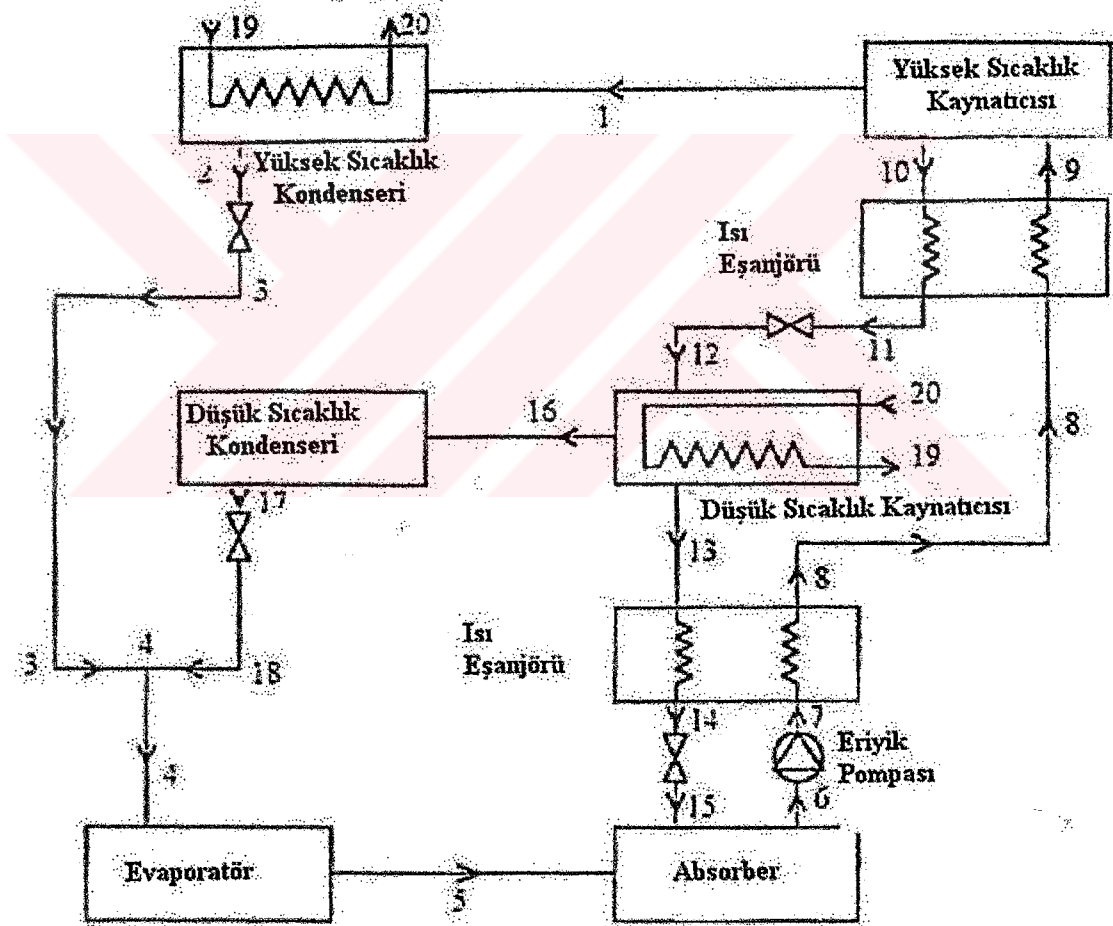 19
20
Yüksek Sıcaklık
Kaynatıcısı
1
2
Yüksek Sıcaklık
Kondenseri
10
9
Isı
Eşanjörü
3
11
12
Düşük Sıcaklık
Kondenseri
16
20
19
8
17
Düşük Sıcaklık Kaynatıcısı
13
8
Isı
Eşanjörü
4
3
18
14
7
Eriyik
Pompası
4
15
6
Evaporatör
5
Absorber